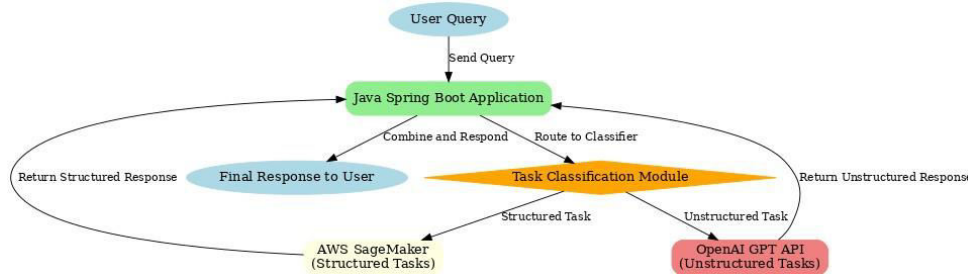 User Query
Send Query
Java Spring Boot Application
Combine and Respond
Route to Classifier
Return Structured Response
Final Response to User
Task Classification Module
Return Unstructured Response
Structured Task
Unstructured Task
AWS SageMaker
(Structured Tasks)
OpenAI GPT API
(Unstructured Tasks)